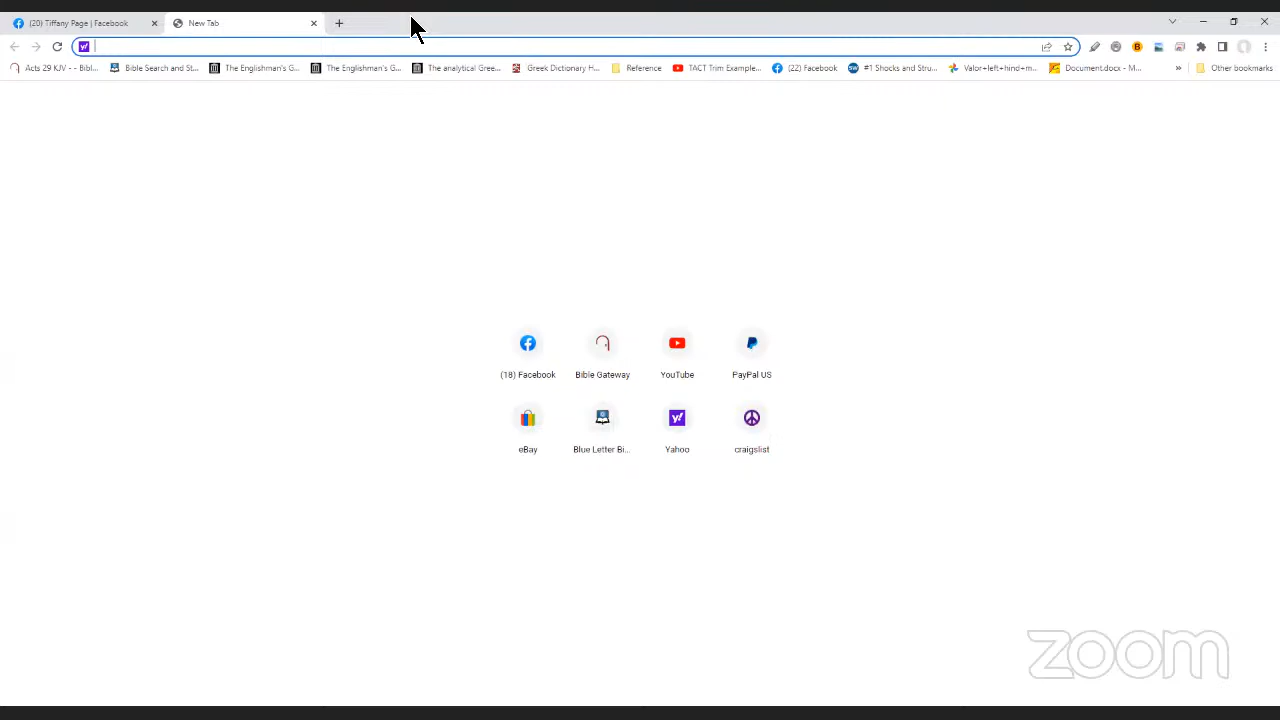 (20) Tiffany Page | Facebook
New Tab
Acts 29 KJV - - Bibl...
Bible Search and St...
The Englishman's G...
The Englishman's G...
The analytical Gree...
Greek Dictionary H...
Reference
TACT Trim Example...
(22) Facebook
#1 Shocks and Stru...
Valor+left+hind+m...
Document.docx - M...
»
Other bookmarks
(18) Facebook
Bible Gateway
YouTube
PayPal US
eBay
Blue Letter Bi...
Yahoo
craigslist
zoom